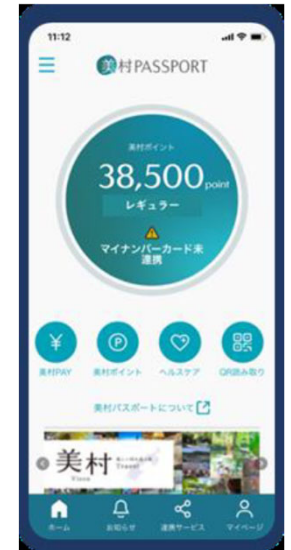 11:12
美村PASSPORT
美村ポイント
38,500 point
レギュラー
マイナンバーカード未
連携
美村PAY
美村ポイント
ヘルスケア
QR読み取り
美村パスポートについて
美村
Vison
Travel
ホーム
お知らせ
連携サービス
マイページ